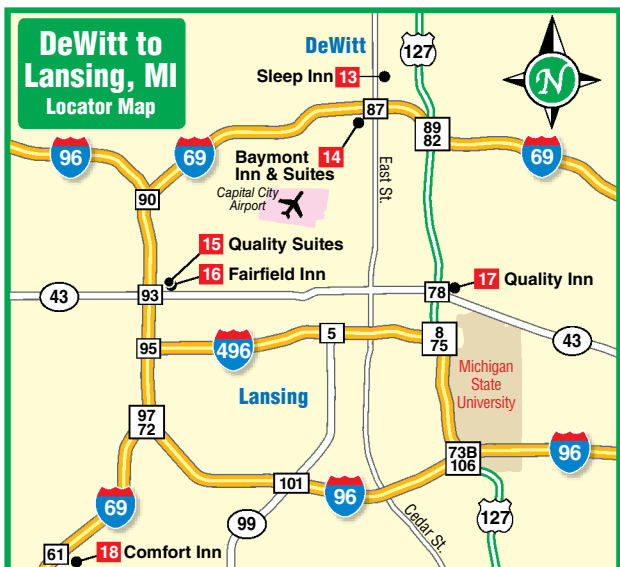 DeWitt to
Lansing, MI
Locator Map
DeWitt
127
N
Sleep Inn 13
87
89
82
96
69
69
Baymont 14
Inn & Suites
Capital City
Airport
East St.
90
15 Quality Suites
16 Fairfield Inn
17 Quality Inn
43
93
78
43
95
496
5
8
75
Michigan
State
University
Lansing
97
72
73B
106
96
101
96
69
99
Cedar St.
127
61
18 Comfort Inn